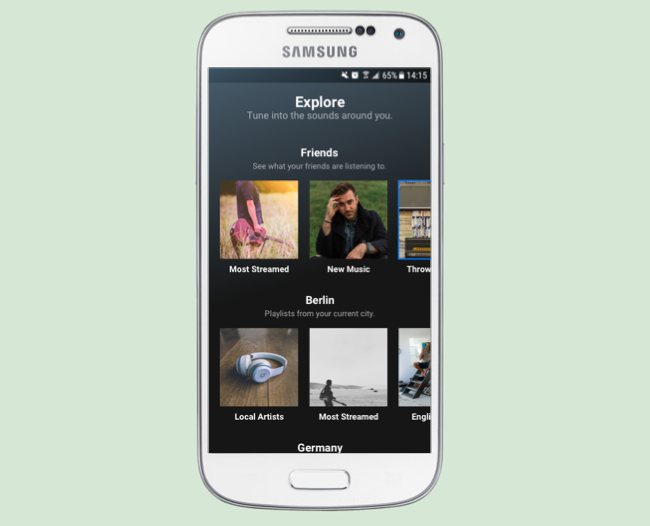 SAMSUNG
65% 14:15
Explore
Tune into the sounds around you.
Friends
See what your friends are listening to.
Most Streamed
New Music
Throw
Berlin
Playlists from your current city.
Local Artists
Most Streamed
Engli
Germany